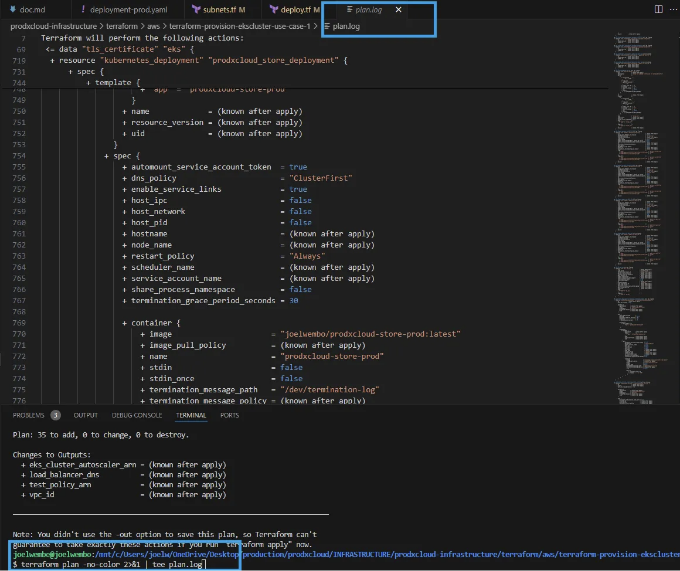 doc.md
! deployment-prod.yaml
subnets.tf M
deploy.tf M
plan.log ×
prodxcloud-infrastructure > terraform > aws > terraform-provision-ekscluster-use-case-1 > plan.log
7 Terraform will perform the following actions:
60 <= data "tls_certificate" "eks" {
719 + resource "kubernetes_deployment" "prodxcloud_store_deployment" {
721 + spec {
744 + template {
748 + "app" = "prodxcloud-store-prod"
749 }
750 + name = (known after apply)
751 + resource_version = (known after apply)
752 + uid = (known after apply)
753 }
754 + spec {
755 + automount_service_account_token = true
756 + dns_policy = "ClusterFirst"
757 + enable_service_links = true
758 + host_ipc = false
759 + host_network = false
760 + host_pid = false
761 + hostname = (known after apply)
762 + node_name = (known after apply)
763 + restart_policy = "Always"
764 + scheduler_name = (known after apply)
765 + service_account_name = (known after apply)
766 + share_process_namespace = false
767 + termination_grace_period_seconds = 30
768
769 + container {
770 + image = "joelwembo/prodxcloud-store-prod:latest"
771 + image_pull_policy = (known after apply)
772 + name = "prodxcloud-store-prod"
773 + stdin = false
774 + stdin_once = false
775 + termination_message_path = "/dev/termination-log"
776 + termination_message_policy = (known after apply)
PROBLEMS 3 OUTPUT DEBUG CONSOLE TERMINAL PORTS
Plan: 35 to add, 0 to change, 0 to destroy.
Changes to Outputs:
+ eks_cluster_autoscaler_arn = (known after apply)
+ load_balancer_dns = (known after apply)
+ test_policy_arn = (known after apply)
+ vpc_id = (known after apply)
Note: You didn't use the -out option to save this plan, so Terraform can't
guarantee to take exactly these actions if you run "terraform apply" now.
joelwembo@joelwembo:/mnt/c/Users/joelw/OneDrive/Desktop/production/prodxcloud/INFRASTRUCTURE/prodxcloud-infrastructure/terraform/aws/terraform-provision-ekscluster
$ terraform plan -no-color 2>&1 | tee plan.log